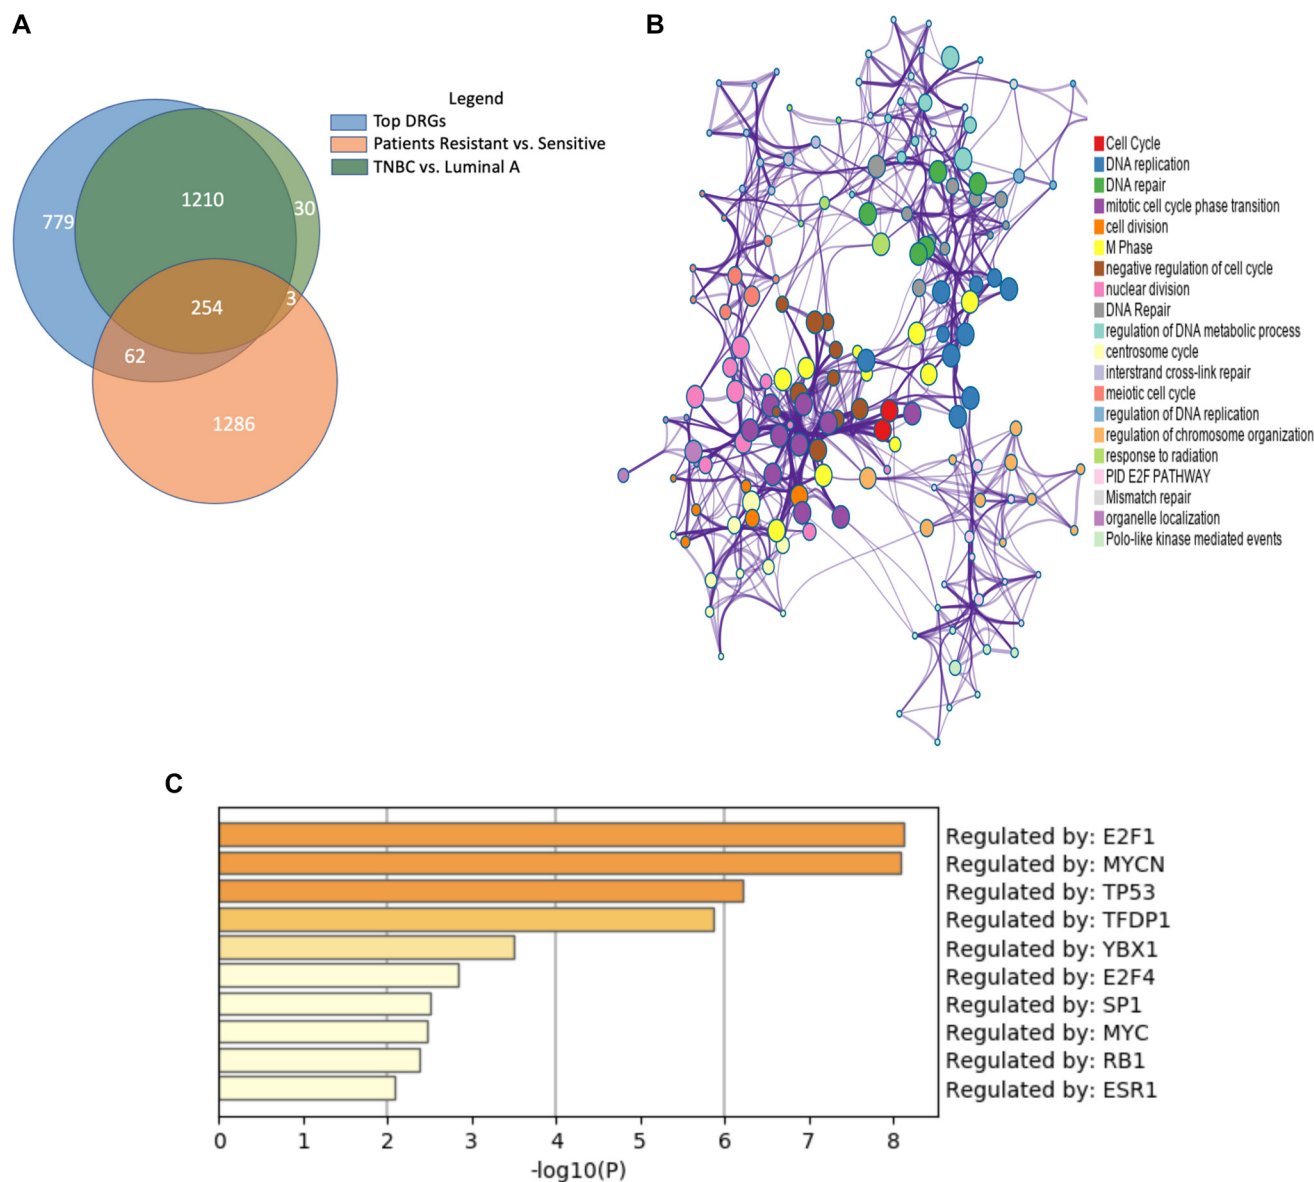 A
Legend
Top DRGs
Patients Resistant vs. Sensitive
TNBC vs. Luminal A
779
1210
30
254
3
62
1286
B
Cell Cycle
DNA replication
DNA repair
mitotic cell cycle phase transition
cell division
M Phase
negative regulation of cell cycle
nuclear division
DNA Repair
regulation of DNA metabolic process
centrosome cycle
interstrand cross-link repair
meiotic cell cycle
regulation of DNA replication
regulation of chromosome organization
response to radiation
PID E2F PATHWAY
Mismatch repair
organelle localization
Polo-like kinase mediated events
C
Regulated by: E2F1
Regulated by: MYCN
Regulated by: TP53
Regulated by: TFDP1
Regulated by: YBX1
Regulated by: E2F4
Regulated by: SP1
Regulated by: MYC
Regulated by: RB1
Regulated by: ESR1
0 1 2 3 4 5 6 7 8
-log10(P)